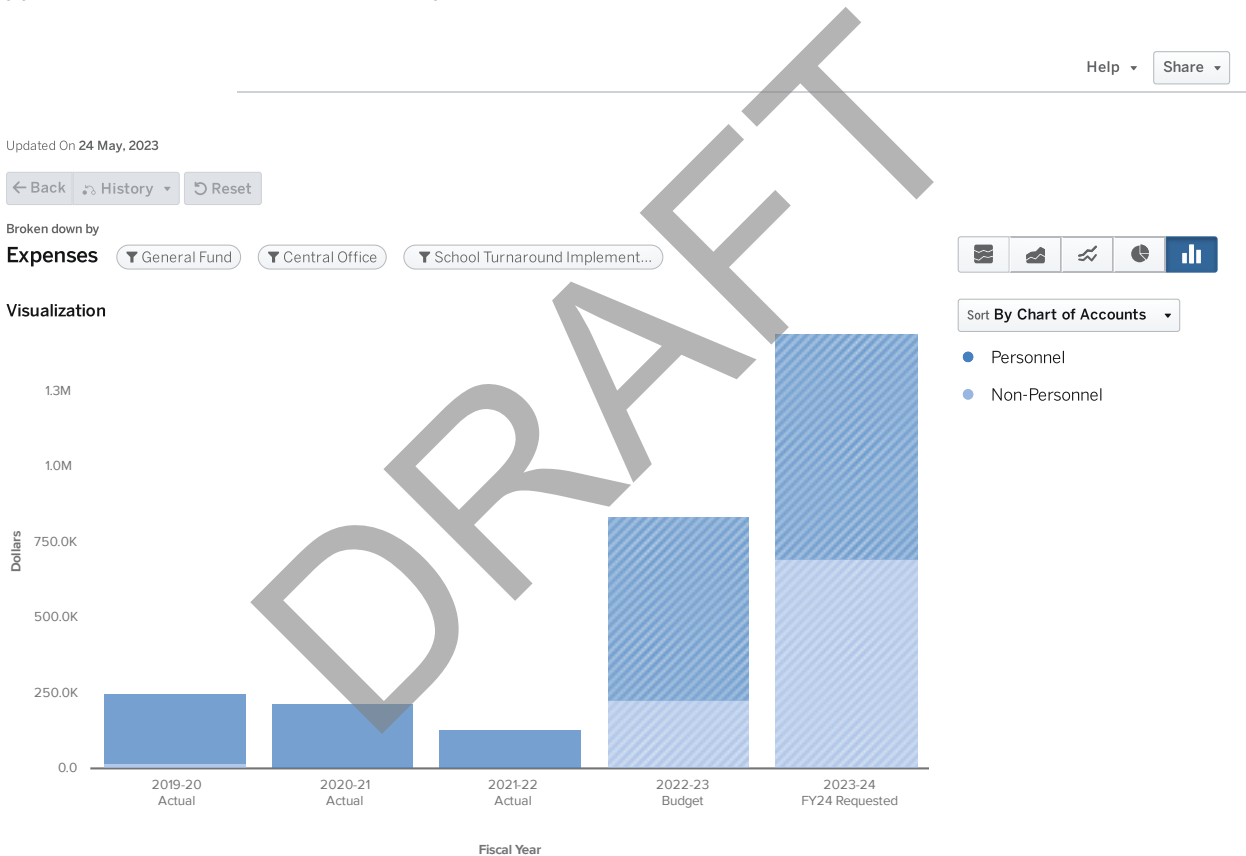 Help
Share
Updated On 24 May, 2023
Back
History
Reset
Broken down by
Expenses
General Fund
Central Office
School Turnaround Implement...
Visualization
Sort By Chart of Accounts
Personnel
Non-Personnel
1.3M
1.0M
750.0K
500.0K
250.0K
0.0
Dollars
2019-20
Actual
2020-21
Actual
2021-22
Actual
2022-23
Budget
2023-24
FY24 Requested
Fiscal Year
DRAFT